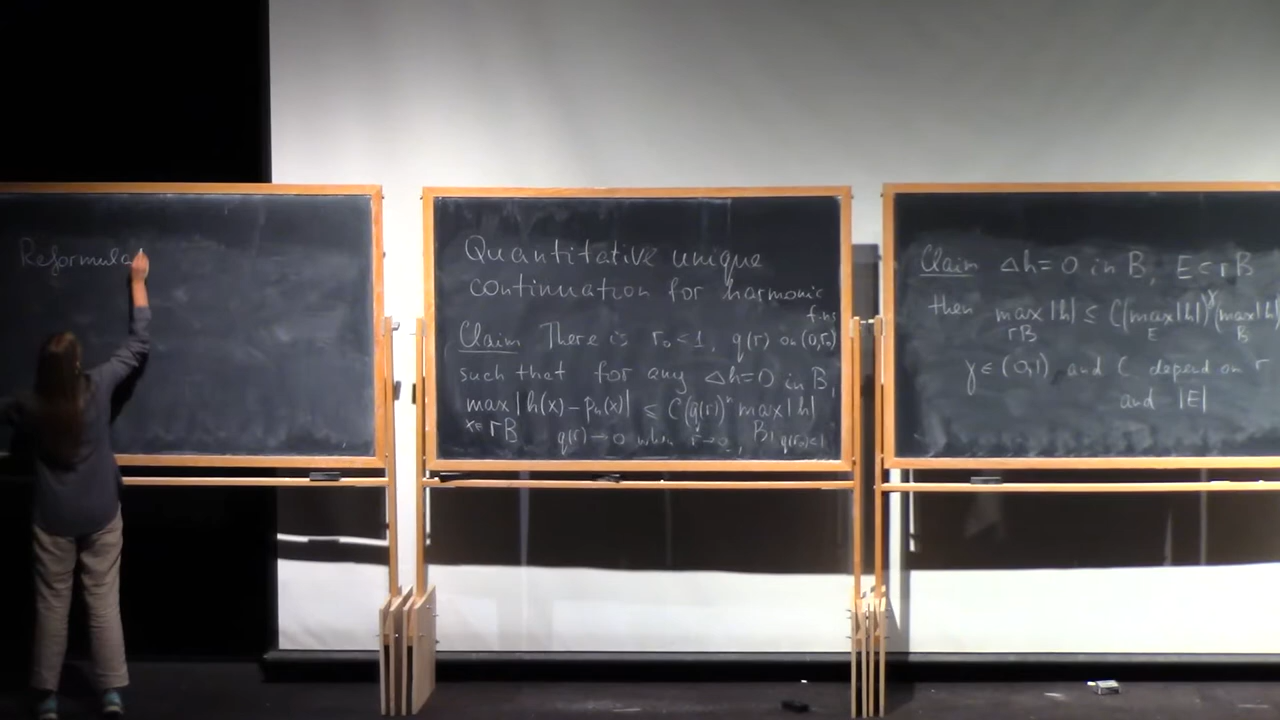 Reformula
Quantitative unique
continuation for harmonic
f-ns
Claim There is r₀<1, q(r) on (0,r₀)
such that for any Δh=0 in B₁
max |h(x) - pₙ(x)| ≤ C(q(r))ⁿ max |h|
x∈rB q(r)→0 when r→0, B₁ q(r₀)<1
Claim Δh=0 in B, E⊂rB
then max |h| ≤ C(max|h|)^γ(max|h|
rB E B
γ∈(0,1) and C depend on r
and |E|